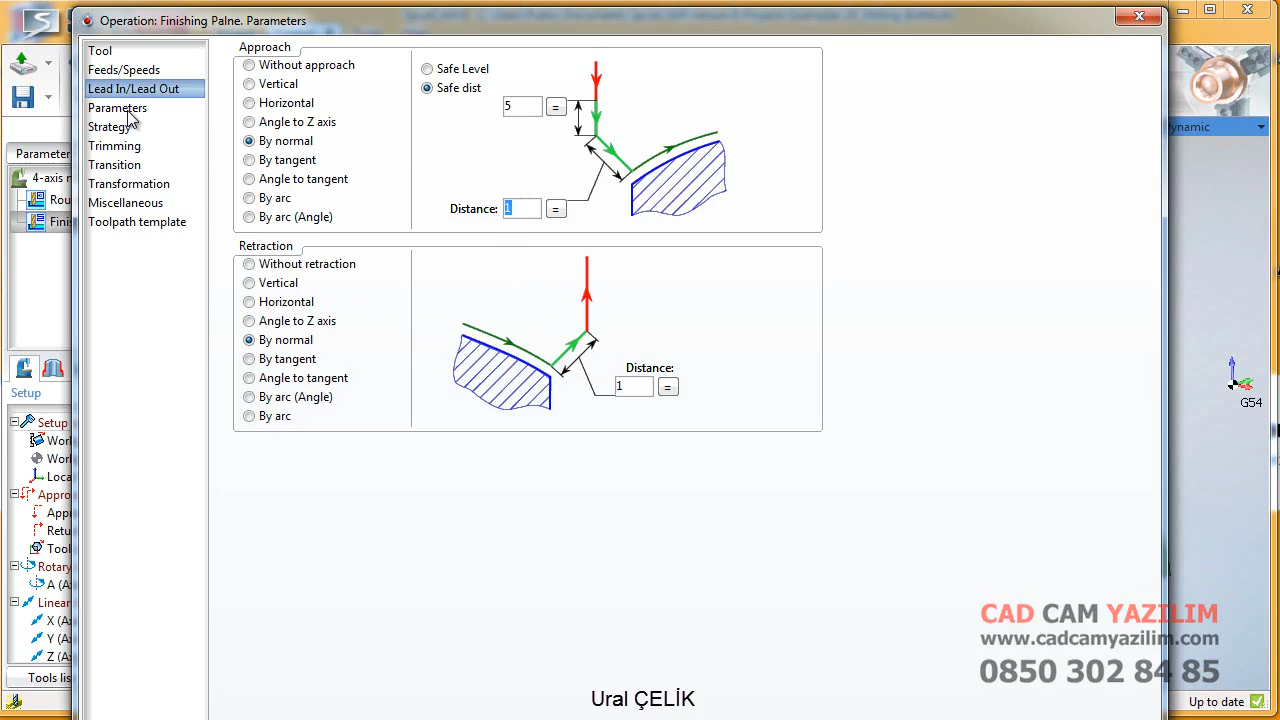 Operation: Finishing Palne. Parameters
Tool
Feeds/Speeds
Lead In/Lead Out
Parameters
Strategy
Trimming
Transition
Transformation
Miscellaneous
Toolpath template
Approach
Without approach
Vertical
Horizontal
Angle to Z axis
By normal
By tangent
Angle to tangent
By arc
By arc (Angle)
Safe Level
Safe dist
5
=
Distance:
1
=
Retraction
Without retraction
Vertical
Horizontal
Angle to Z axis
By normal
By tangent
Angle to tangent
By arc (Angle)
By arc
Distance:
1
=
Parameter
4-axis
Rou
Finis
Setup
Setup
Work
Work
Loca
Appro
Appr
Retu
Tool
Rotary
A (A
Linear
X (A
Y (A
Z (A
Tools lis
ynamic
G54
Up to date
CAD CAM YAZILIM
www.cadcamyazilim.com
0850 302 84 85
Ural ÇELİK